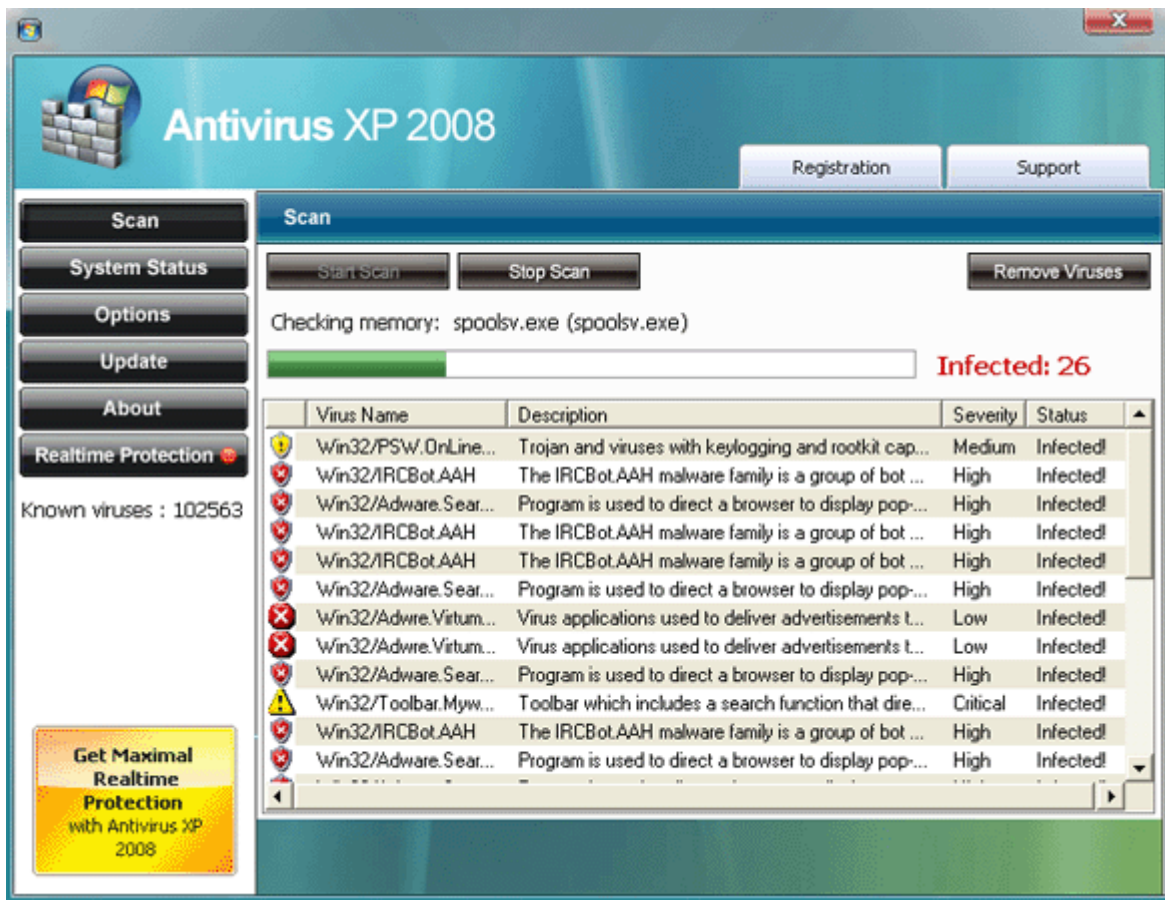 Antivirus XP 2008
Registration
Support
Scan
System Status
Options
Update
About
Realtime Protection
Known viruses : 102563
Get Maximal
Realtime
Protection
with Antivirus XP
2008
Scan
Start Scan
Stop Scan
Remove Viruses
Checking memory: spoolsv.exe (spoolsv.exe)
Infected: 26
Virus Name Description Severity Status
Win32/PSW.OnLine... Trojan and viruses with keylogging and rootkit cap... Medium Infected!
Win32/IRCBot.AAH The IRCBot.AAH malware family is a group of bot ... High Infected!
Win32/Adware.Sear... Program is used to direct a browser to display pop-... High Infected!
Win32/IRCBot.AAH The IRCBot.AAH malware family is a group of bot ... High Infected!
Win32/IRCBot.AAH The IRCBot.AAH malware family is a group of bot ... High Infected!
Win32/Adware.Sear... Program is used to direct a browser to display pop-... High Infected!
Win32/Adwre.Virtum... Virus applications used to deliver advertisements t... Low Infected!
Win32/Adwre.Virtum... Virus applications used to deliver advertisements t... Low Infected!
Win32/Adware.Sear... Program is used to direct a browser to display pop-... High Infected!
Win32/Toolbar.Myw... Toolbar which includes a search function that dire... Critical Infected!
Win32/IRCBot.AAH The IRCBot.AAH malware family is a group of bot ... High Infected!
Win32/Adware.Sear... Program is used to direct a browser to display pop-... High Infected!